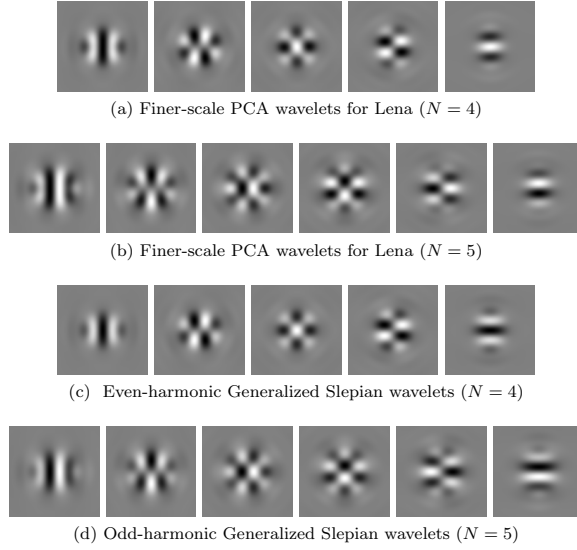 (a) Finer-scale PCA wavelets for Lena (N = 4)
(b) Finer-scale PCA wavelets for Lena (N = 5)
(c) Even-harmonic Generalized Slepian wavelets (N = 4)
(d) Odd-harmonic Generalized Slepian wavelets (N = 5)